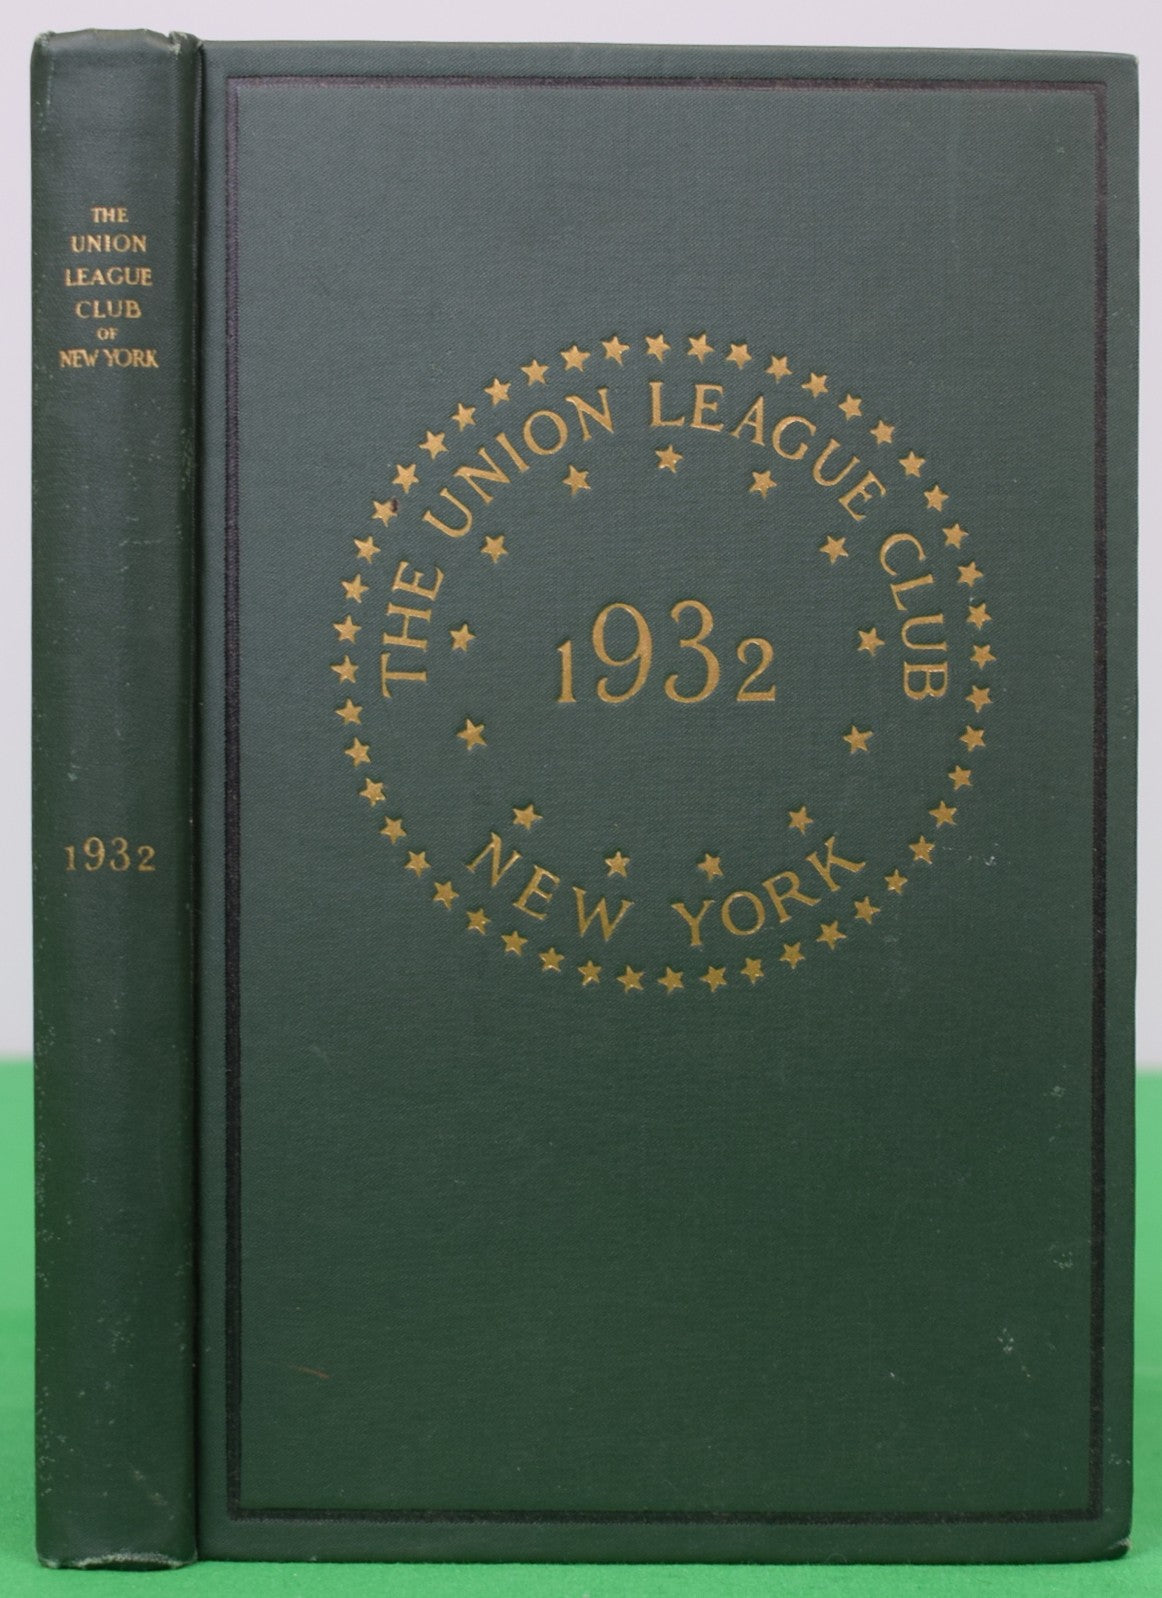 THE
UNION
LEAGUE
CLUB
OF
NEW YORK
1932
THE UNION LEAGUE CLUB
1932
NEW YORK